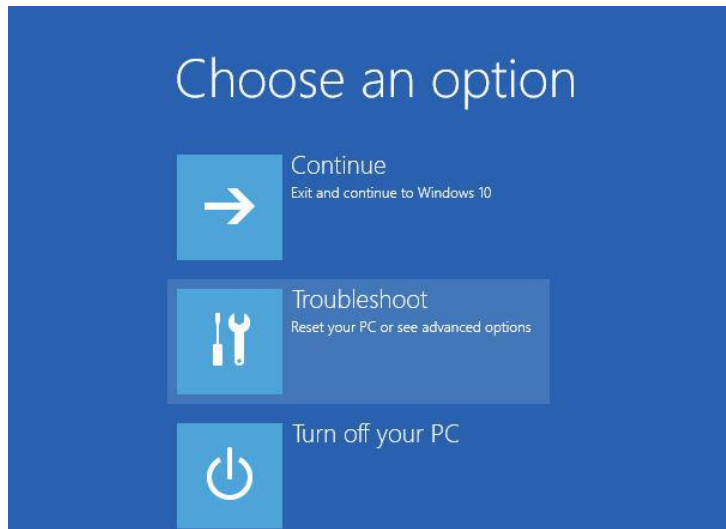 Choose an option
Continue
Exit and continue to Windows 10
Troubleshoot
Reset your PC or see advanced options
Turn off your PC